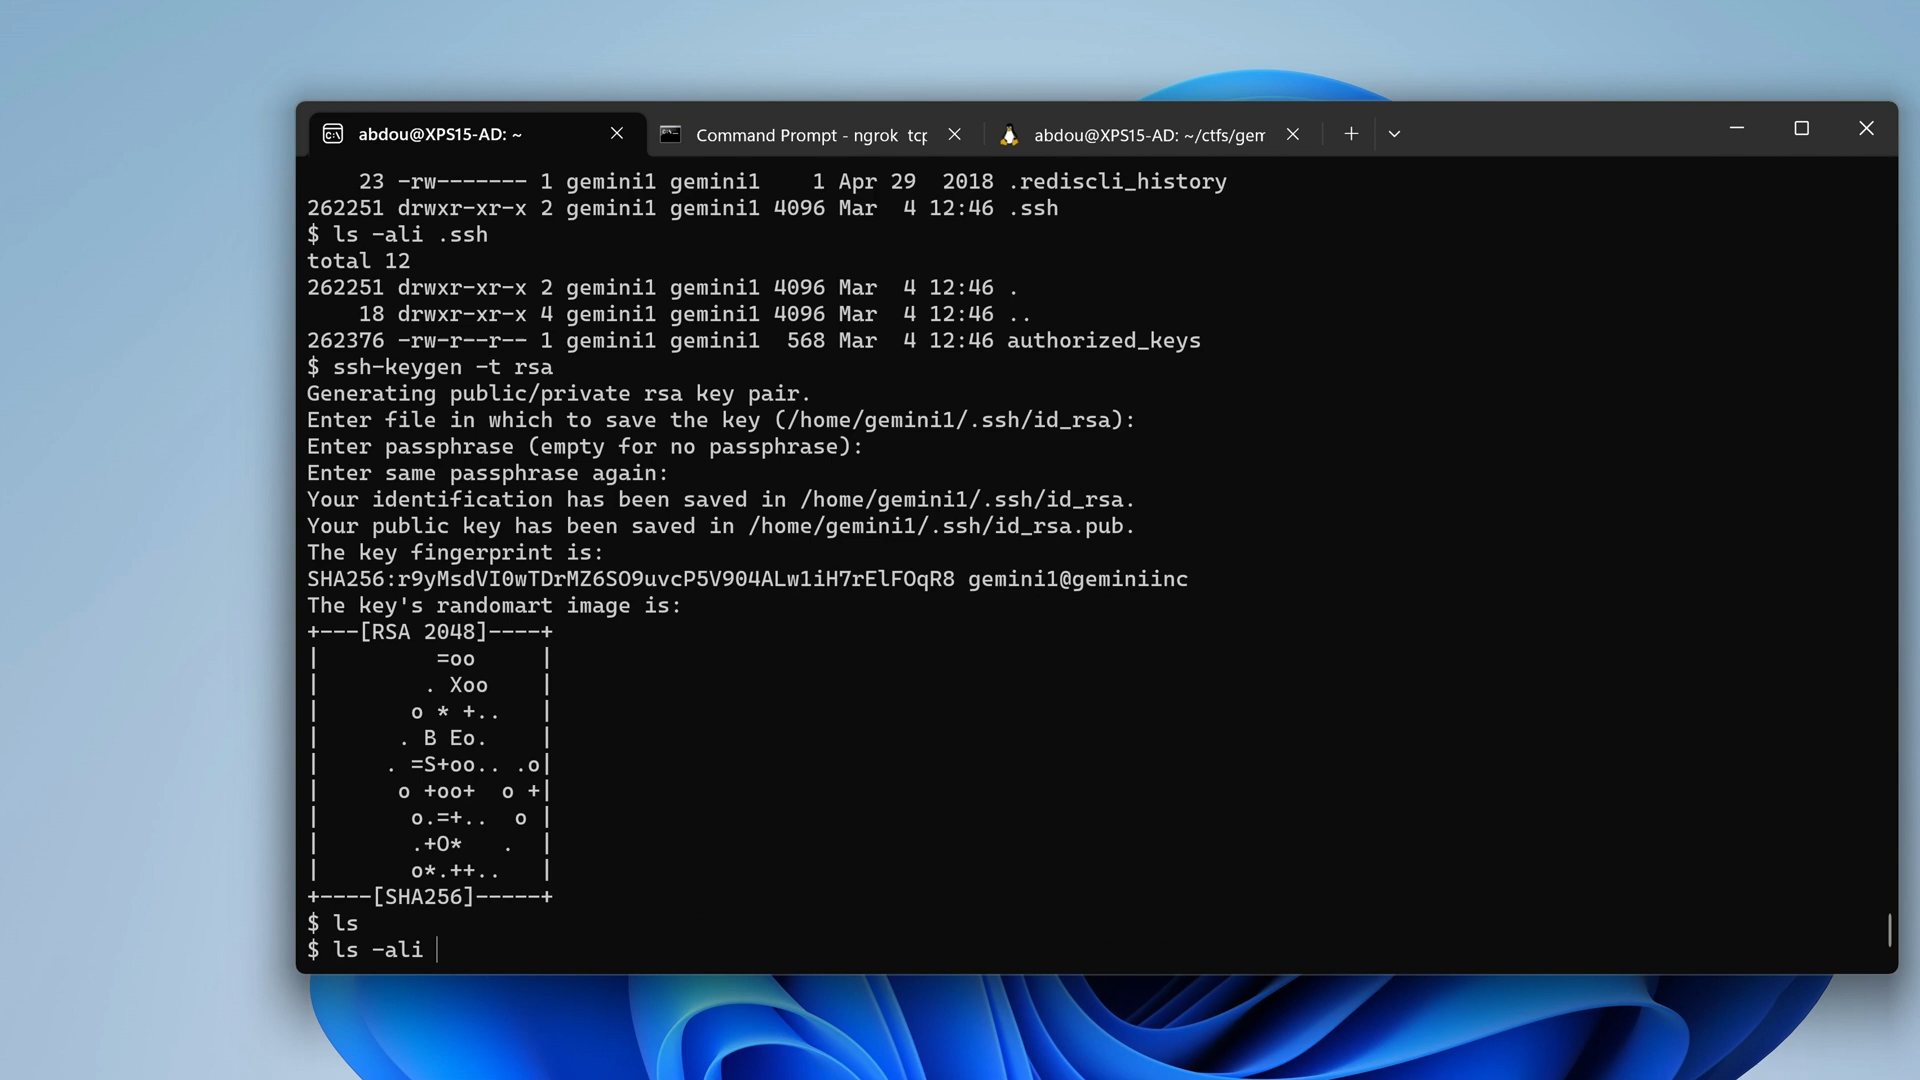 abdou@XPS15-AD: ~
Command Prompt - ngrok tcp
abdou@XPS15-AD: ~/ctfs/gem
    23 -rw------- 1 gemini1 gemini1    1 Apr 29  2018 .rediscli_history
262251 drwxr-xr-x 2 gemini1 gemini1 4096 Mar  4 12:46 .ssh
$ ls -ali .ssh
total 12
262251 drwxr-xr-x 2 gemini1 gemini1 4096 Mar  4 12:46 .
    18 drwxr-xr-x 4 gemini1 gemini1 4096 Mar  4 12:46 ..
262376 -rw-r--r-- 1 gemini1 gemini1  568 Mar  4 12:46 authorized_keys
$ ssh-keygen -t rsa
Generating public/private rsa key pair.
Enter file in which to save the key (/home/gemini1/.ssh/id_rsa):
Enter passphrase (empty for no passphrase):
Enter same passphrase again:
Your identification has been saved in /home/gemini1/.ssh/id_rsa.
Your public key has been saved in /home/gemini1/.ssh/id_rsa.pub.
The key fingerprint is:
SHA256:r9yMsdVI0wTDrMZ6SO9uvcP5V904ALw1iH7rElFOqR8 gemini1@geminiinc
The key's randomart image is:
+---[RSA 2048]----+
|         =oo     |
|        . Xoo    |
|       o * +..   |
|      . B Eo.    |
|     . =S+oo.. .o|
|      o +oo+  o +|
|       o.=+..  o |
|       .+O*   .  |
|       o*.++..   |
+----[SHA256]-----+
$ ls
$ ls -ali